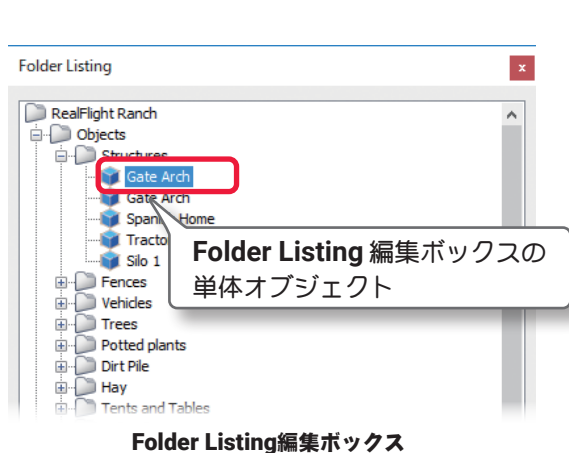 Folder Listing
x
RealFlight Ranch
Objects
Structures
Gate Arch
Gate Arch
Home
Silo 1
Folder Listing 編集ボックスの
単体オブジェクト
Fences
Vehicles
Trees
Potted plants
Dirt Pile
Hay
Tents and Tables
Folder Listing編集ボックス